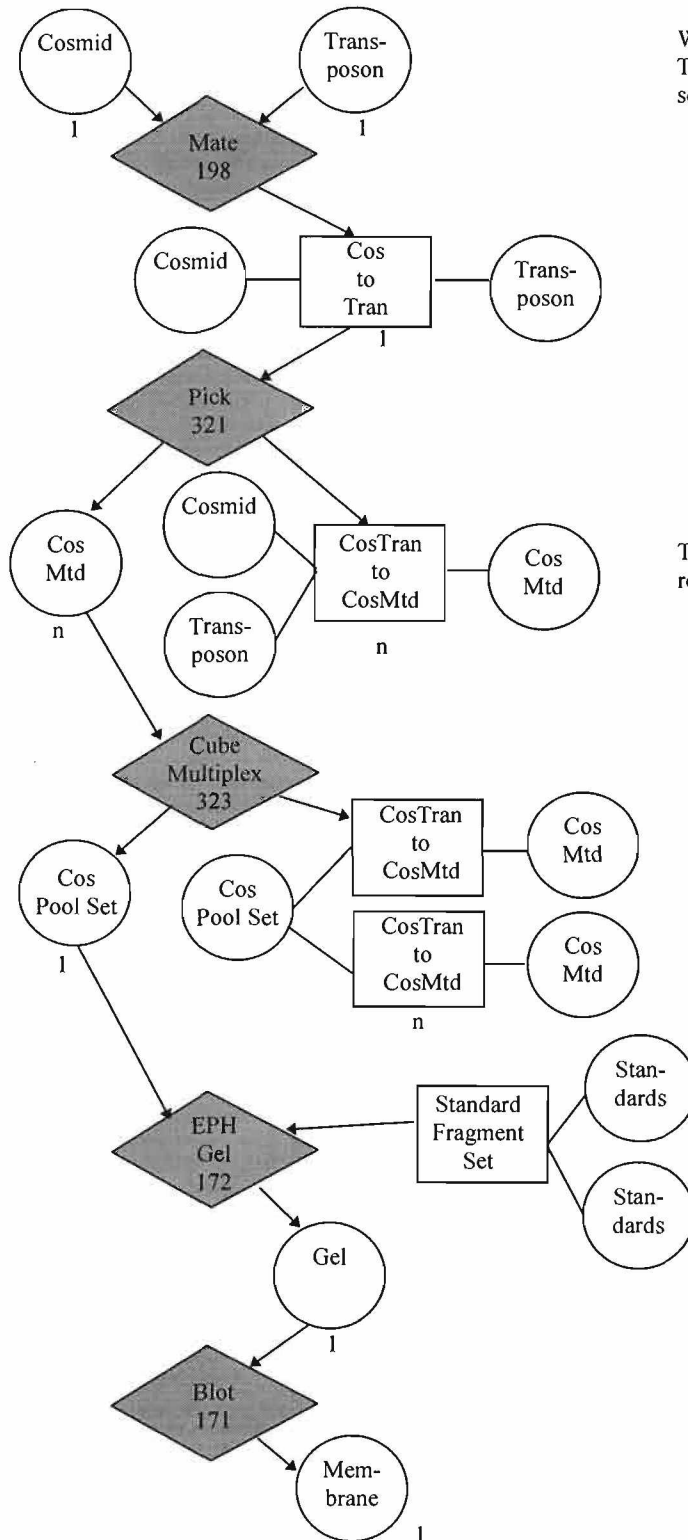 Cosmid
Trans-
poson
W
T
se
1
1
Mate
198
Cosmid
Cos
to
Tran
Trans-
poson
1
Pick
321
Cos
Mtd
n
Cosmid
Trans-
poson
CosTran
to
CosMtd
n
Cos
Mtd
T
re
Cube
Multiplex
323
Cos
Pool Set
1
Cos
Pool Set
CosTran
to
CosMtd
Cos
Mtd
CosTran
to
CosMtd
n
Cos
Mtd
EPH
Gel
172
Standard
Fragment
Set
Stan-
dards
Stan-
dards
Gel
1
Blot
171
Mem-
brane
1